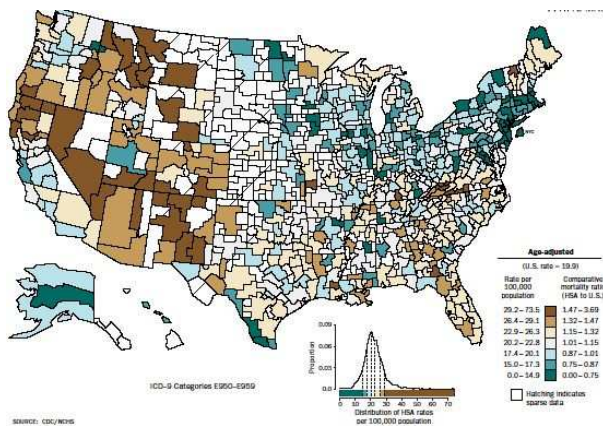 NYC
Age-adjusted
(U.S. rate = 19.9)
Rate per
100,000
population
Comparative
mortality ratio
(HSA to U.S.)
29.2–73.5 1.47–3.69
26.4–29.1 1.32–1.47
22.9–26.3 1.15–1.32
20.2–22.8 1.01–1.15
17.4–20.1 0.87–1.01
15.0–17.3 0.75–0.87
0.0–14.9 0.00–0.75
Hatching indicates
sparse data
Proportion
0.09
0.06
0.03
0.0
0 10 20 30 40 50 60 70
Distribution of HSA rates
per 100,000 population
ICD-9 Categories E950–E959
SOURCE: CDC/NCHS